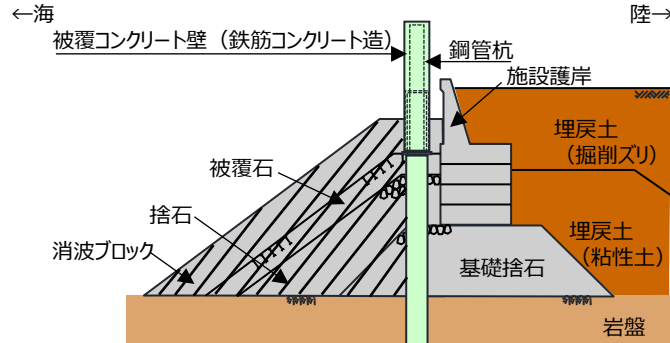 ←海
陸→
被覆コンクリート壁（鉄筋コンクリート造）
鋼管杭
施設護岸
埋戻土
（掘削ズリ）
被覆石
捨石
消波ブロック
埋戻土
（粘性土）
基礎捨石
岩盤